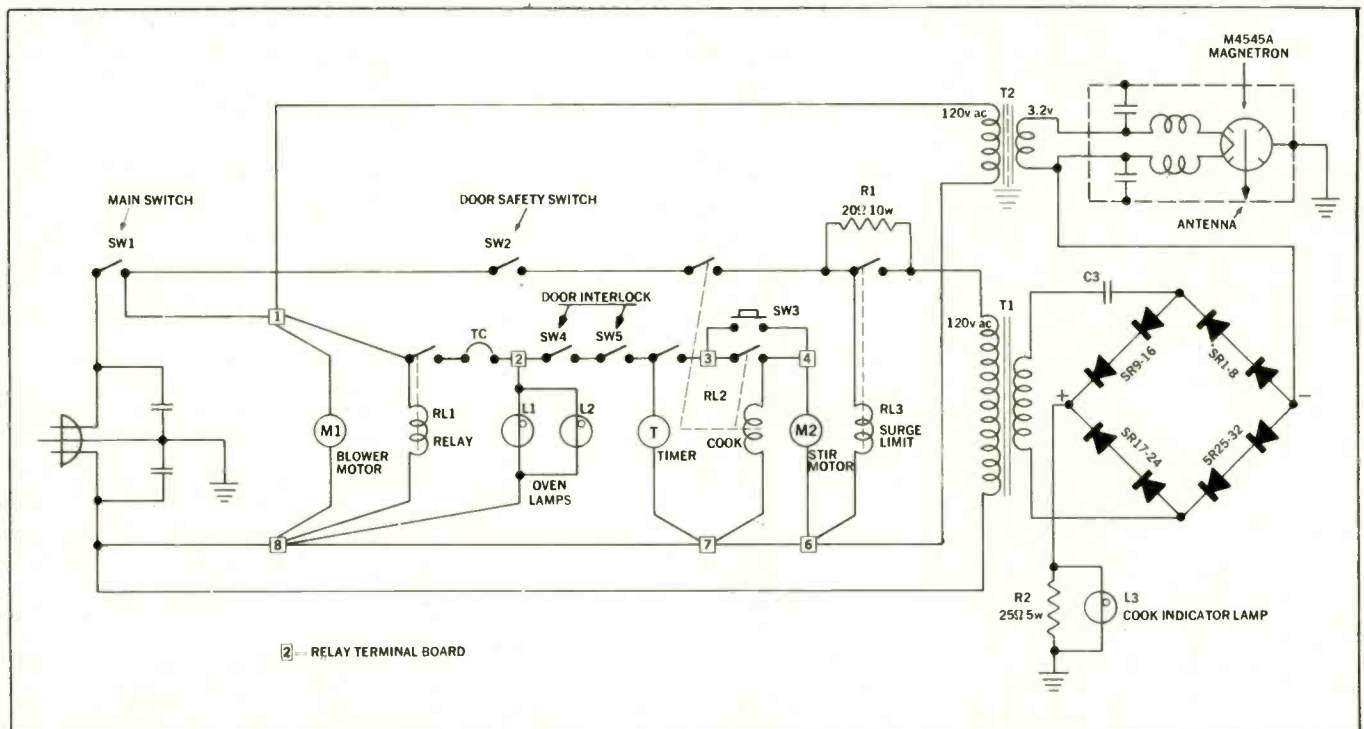 M4545A
MAGNETRON
T2
120v ac
3.2v
R1
20Ω 10w
ANTENNA
MAIN SWITCH
SW1
DOOR SAFETY SWITCH
SW2
C3
DOOR INTERLOCK
SW4
SW5
SW3
T1
120v ac
1
TC
2
3
4
SR9-16
SR1-8
+
−
SR17-24
5R25-32
M1
BLOWER
MOTOR
RL1
RELAY
L1
L2
OVEN
LAMPS
T
TIMER
RL2
COOK
M2
STIR
MOTOR
RL3
SURGE
LIMIT
8
7
6
R2
25Ω 5w
L3
COOK INDICATOR LAMP
2 = RELAY TERMINAL BOARD